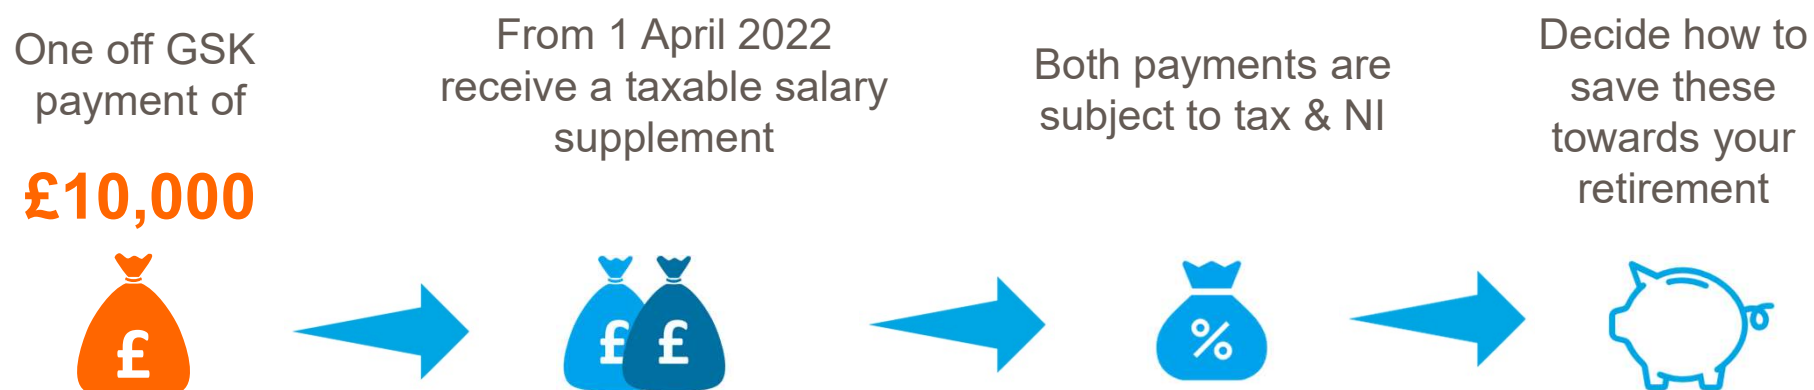 One off GSK
payment of
£10,000
£
From 1 April 2022
receive a taxable salary
supplement
£ £
Both payments are
subject to tax & NI
%
Decide how to
save these
towards your
retirement